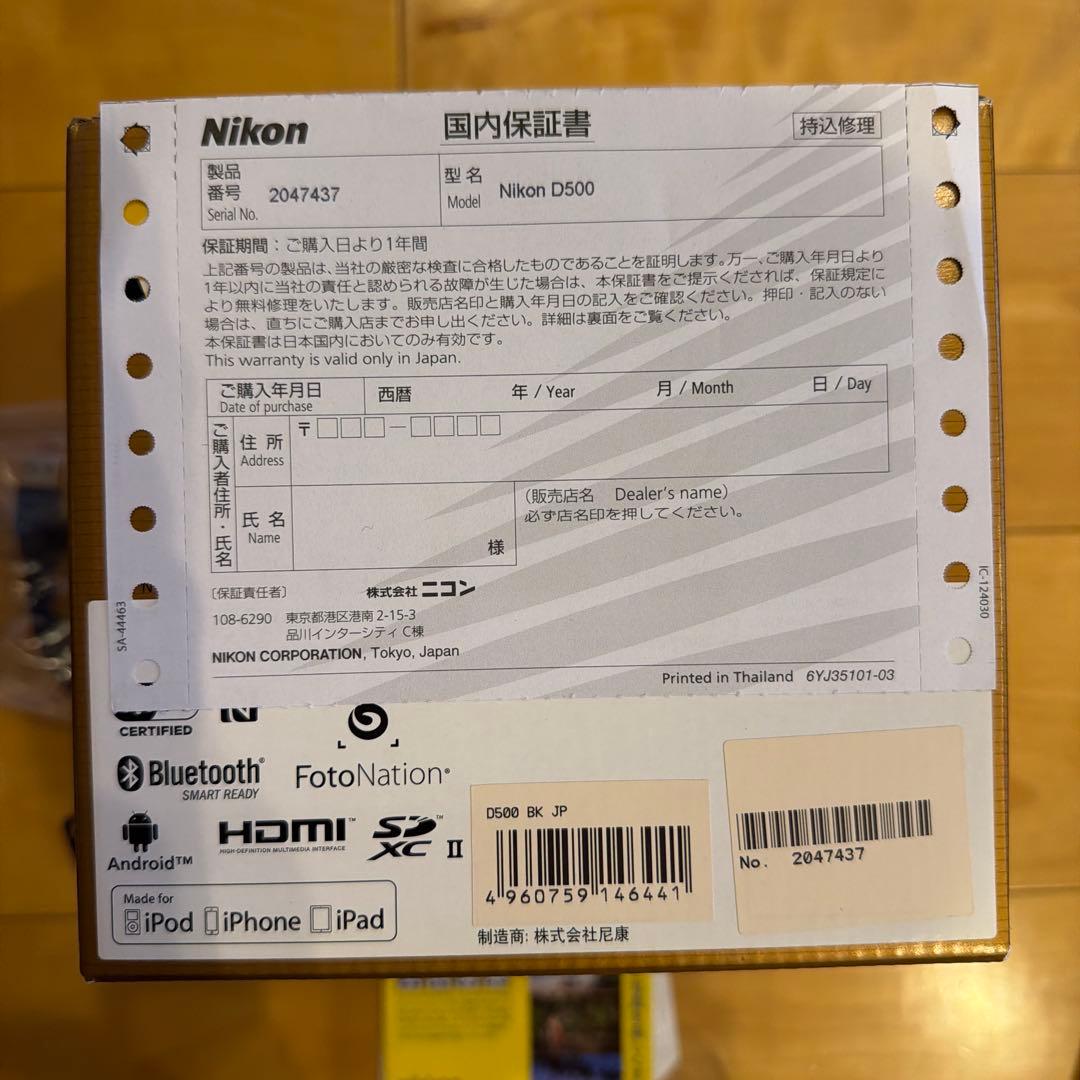 Nikon 国内保証書 持込修理
製品
番号 2047437
Serial No.
型名
Model Nikon D500
保証期間：ご購入日より1年間
上記番号の製品は、当社の厳密な検査に合格したものであることを証明します。万一、ご購入年月日より
1年以内に当社の責任と認められる故障が生じた場合は、本保証書をご提示くだされば、保証規定に
より無料修理をいたします。販売店名印と購入年月日の記入をご確認ください。押印・記入のない
場合は、直ちにご購入店までお申し出ください。詳細は裏面をご覧ください。
本保証書は日本国内においてのみ有効です。
This warranty is valid only in Japan.
ご購入年月日
Date of purchase
西暦 年 / Year 月 / Month 日 / Day
ご購入者住所・氏名
住所
Address
〒
氏名
Name
様
（販売店名 Dealer's name）
必ず店名印を押してください。
〔保証責任者〕 株式会社ニコン
108-6290 東京都港区港南 2-15-3
品川インターシティ C棟
NIKON CORPORATION, Tokyo, Japan
Printed in Thailand 6YJ35101-03
SA-44463
IC-124030
CERTIFIED
Bluetooth®
SMART READY
FotoNation®
Android™
HDMI™
HIGH-DEFINITION MULTIMEDIA INTERFACE
SD™
XC II
Made for
iPod iPhone iPad
D500 BK JP
4 960759 146441
制造商: 株式会社尼康
No. 2047437